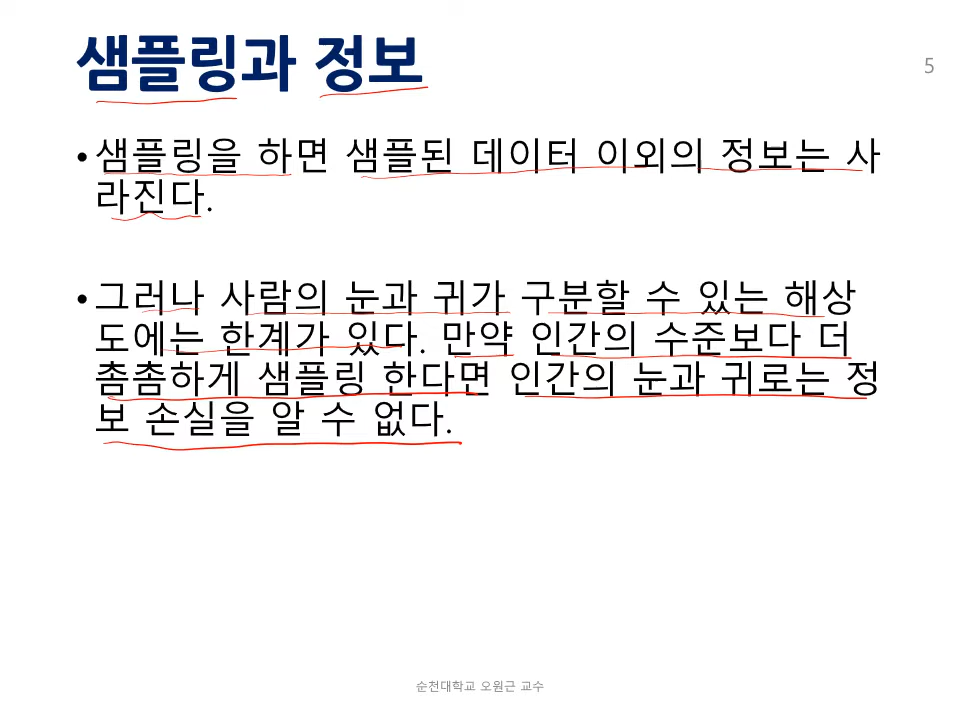 샘플링과 정보
5
• 샘플링을 하면 샘플된 데이터 이외의 정보는 사
라진다.
• 그러나 사람의 눈과 귀가 구분할 수 있는 해상
도에는 한계가 있다. 만약 인간의 수준보다 더
촘촘하게 샘플링 한다면 인간의 눈과 귀로는 정
보 손실을 알 수 없다.
순천대학교 오원근 교수